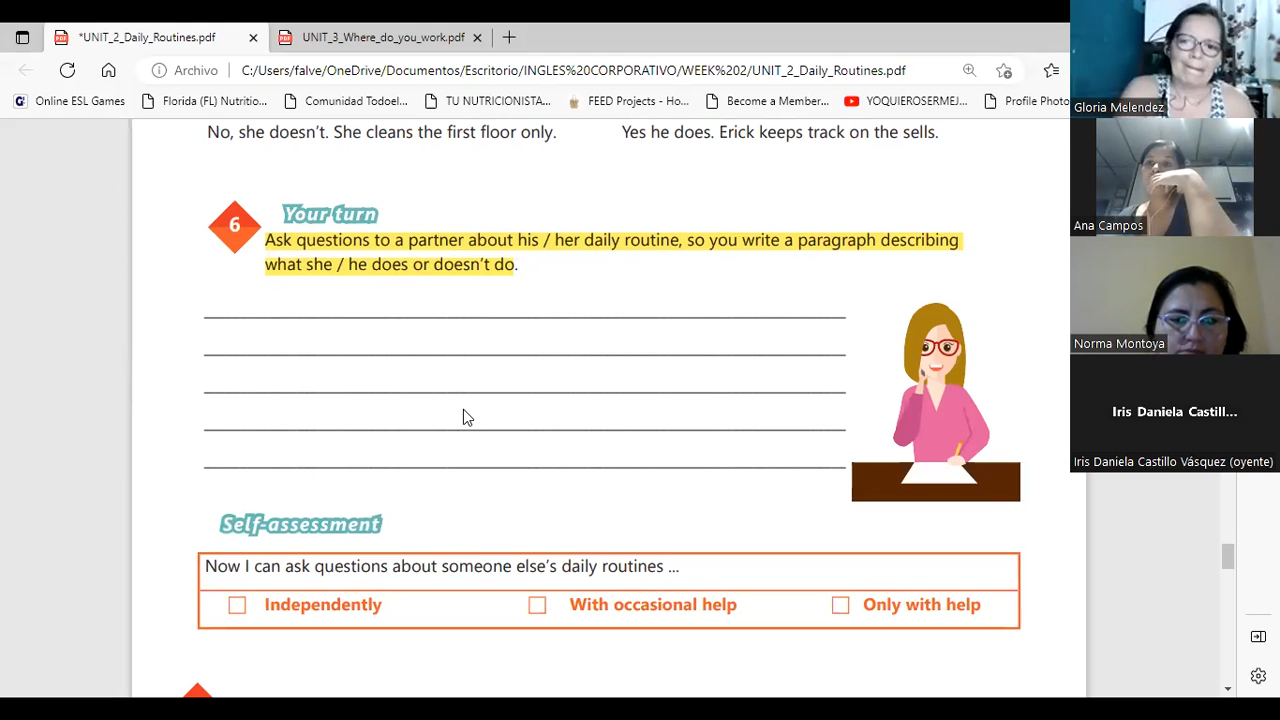 *UNIT_2_Daily_Routines.pdf
UNIT_3_Where_do_you_work.pdf
Archivo
C:/Users/falve/OneDrive/Documentos/Escritorio/INGLES%20CORPORATIVO/WEEK%202/UNIT_2_Daily_Routines.pdf
Online ESL Games
Florida (FL) Nutritio...
Comunidad Todoel...
TU NUTRICIONISTA...
FEED Projects - Ho...
Become a Member...
YOQUIEROSERMEJ...
Profile Photo
No, she doesn't. She cleans the first floor only.
Yes he does. Erick keeps track on the sells.
6
Your turn
Ask questions to a partner about his / her daily routine, so you write a paragraph describing
what she / he does or doesn't do.
Self-assessment
Now I can ask questions about someone else's daily routines ...
Independently
With occasional help
Only with help
Gloria Melendez
Ana Campos
Norma Montoya
Iris Daniela Castill...
Iris Daniela Castillo Vásquez (oyente)